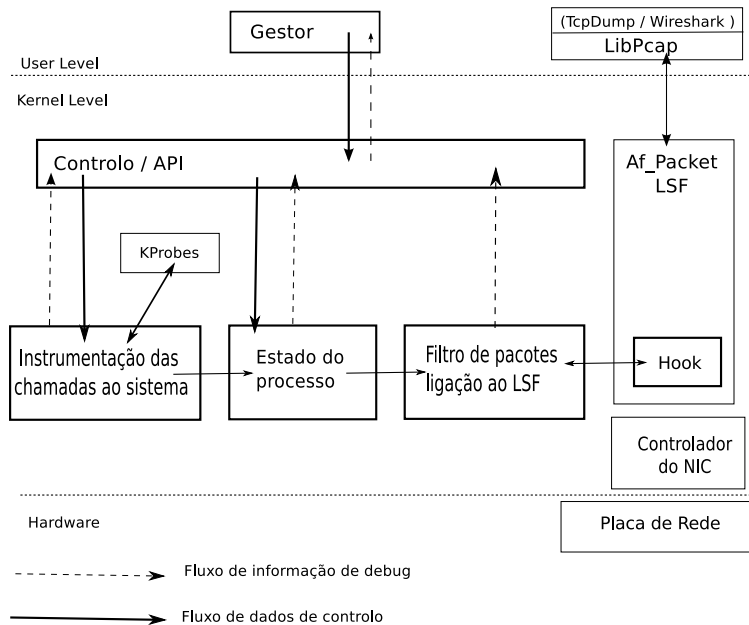 Gestor
(TcpDump / Wireshark )
LibPcap
User Level
Kernel Level
Controlo / API
Af_Packet
LSF
KProbes
Instrumentação das
chamadas ao sistema
Estado do
processo
Filtro de pacotes
ligação ao LSF
Hook
Controlador
do NIC
Hardware
Placa de Rede
Fluxo de informação de debug
Fluxo de dados de controlo